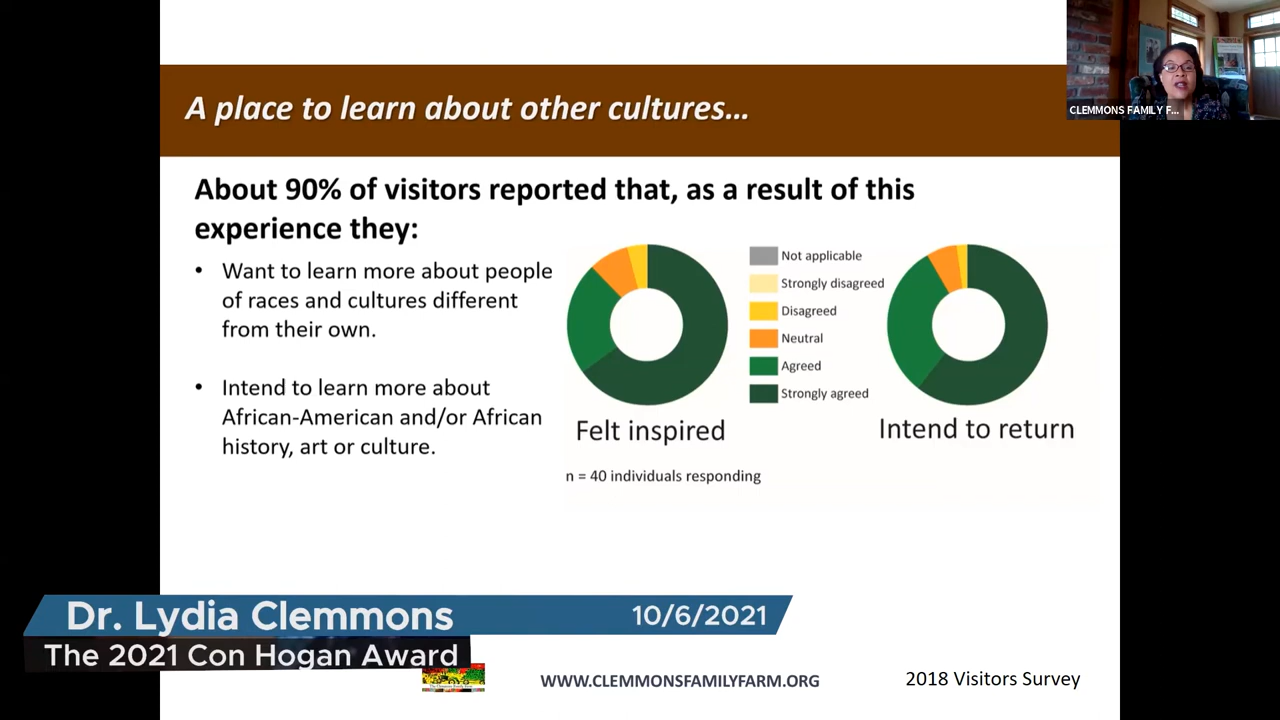 CLEMMONS FAMILY F...
A place to learn about other cultures...
About 90% of visitors reported that, as a result of this
experience they:
• Want to learn more about people
of races and cultures different
from their own.
• Intend to learn more about
African-American and/or African
history, art or culture.
Not applicable
Strongly disagreed
Disagreed
Neutral
Agreed
Strongly agreed
Felt inspired
Intend to return
n = 40 individuals responding
Dr. Lydia Clemmons
10/6/2021
The 2021 Con Hogan Award
WWW.CLEMMONSFAMILYFARM.ORG
2018 Visitors Survey